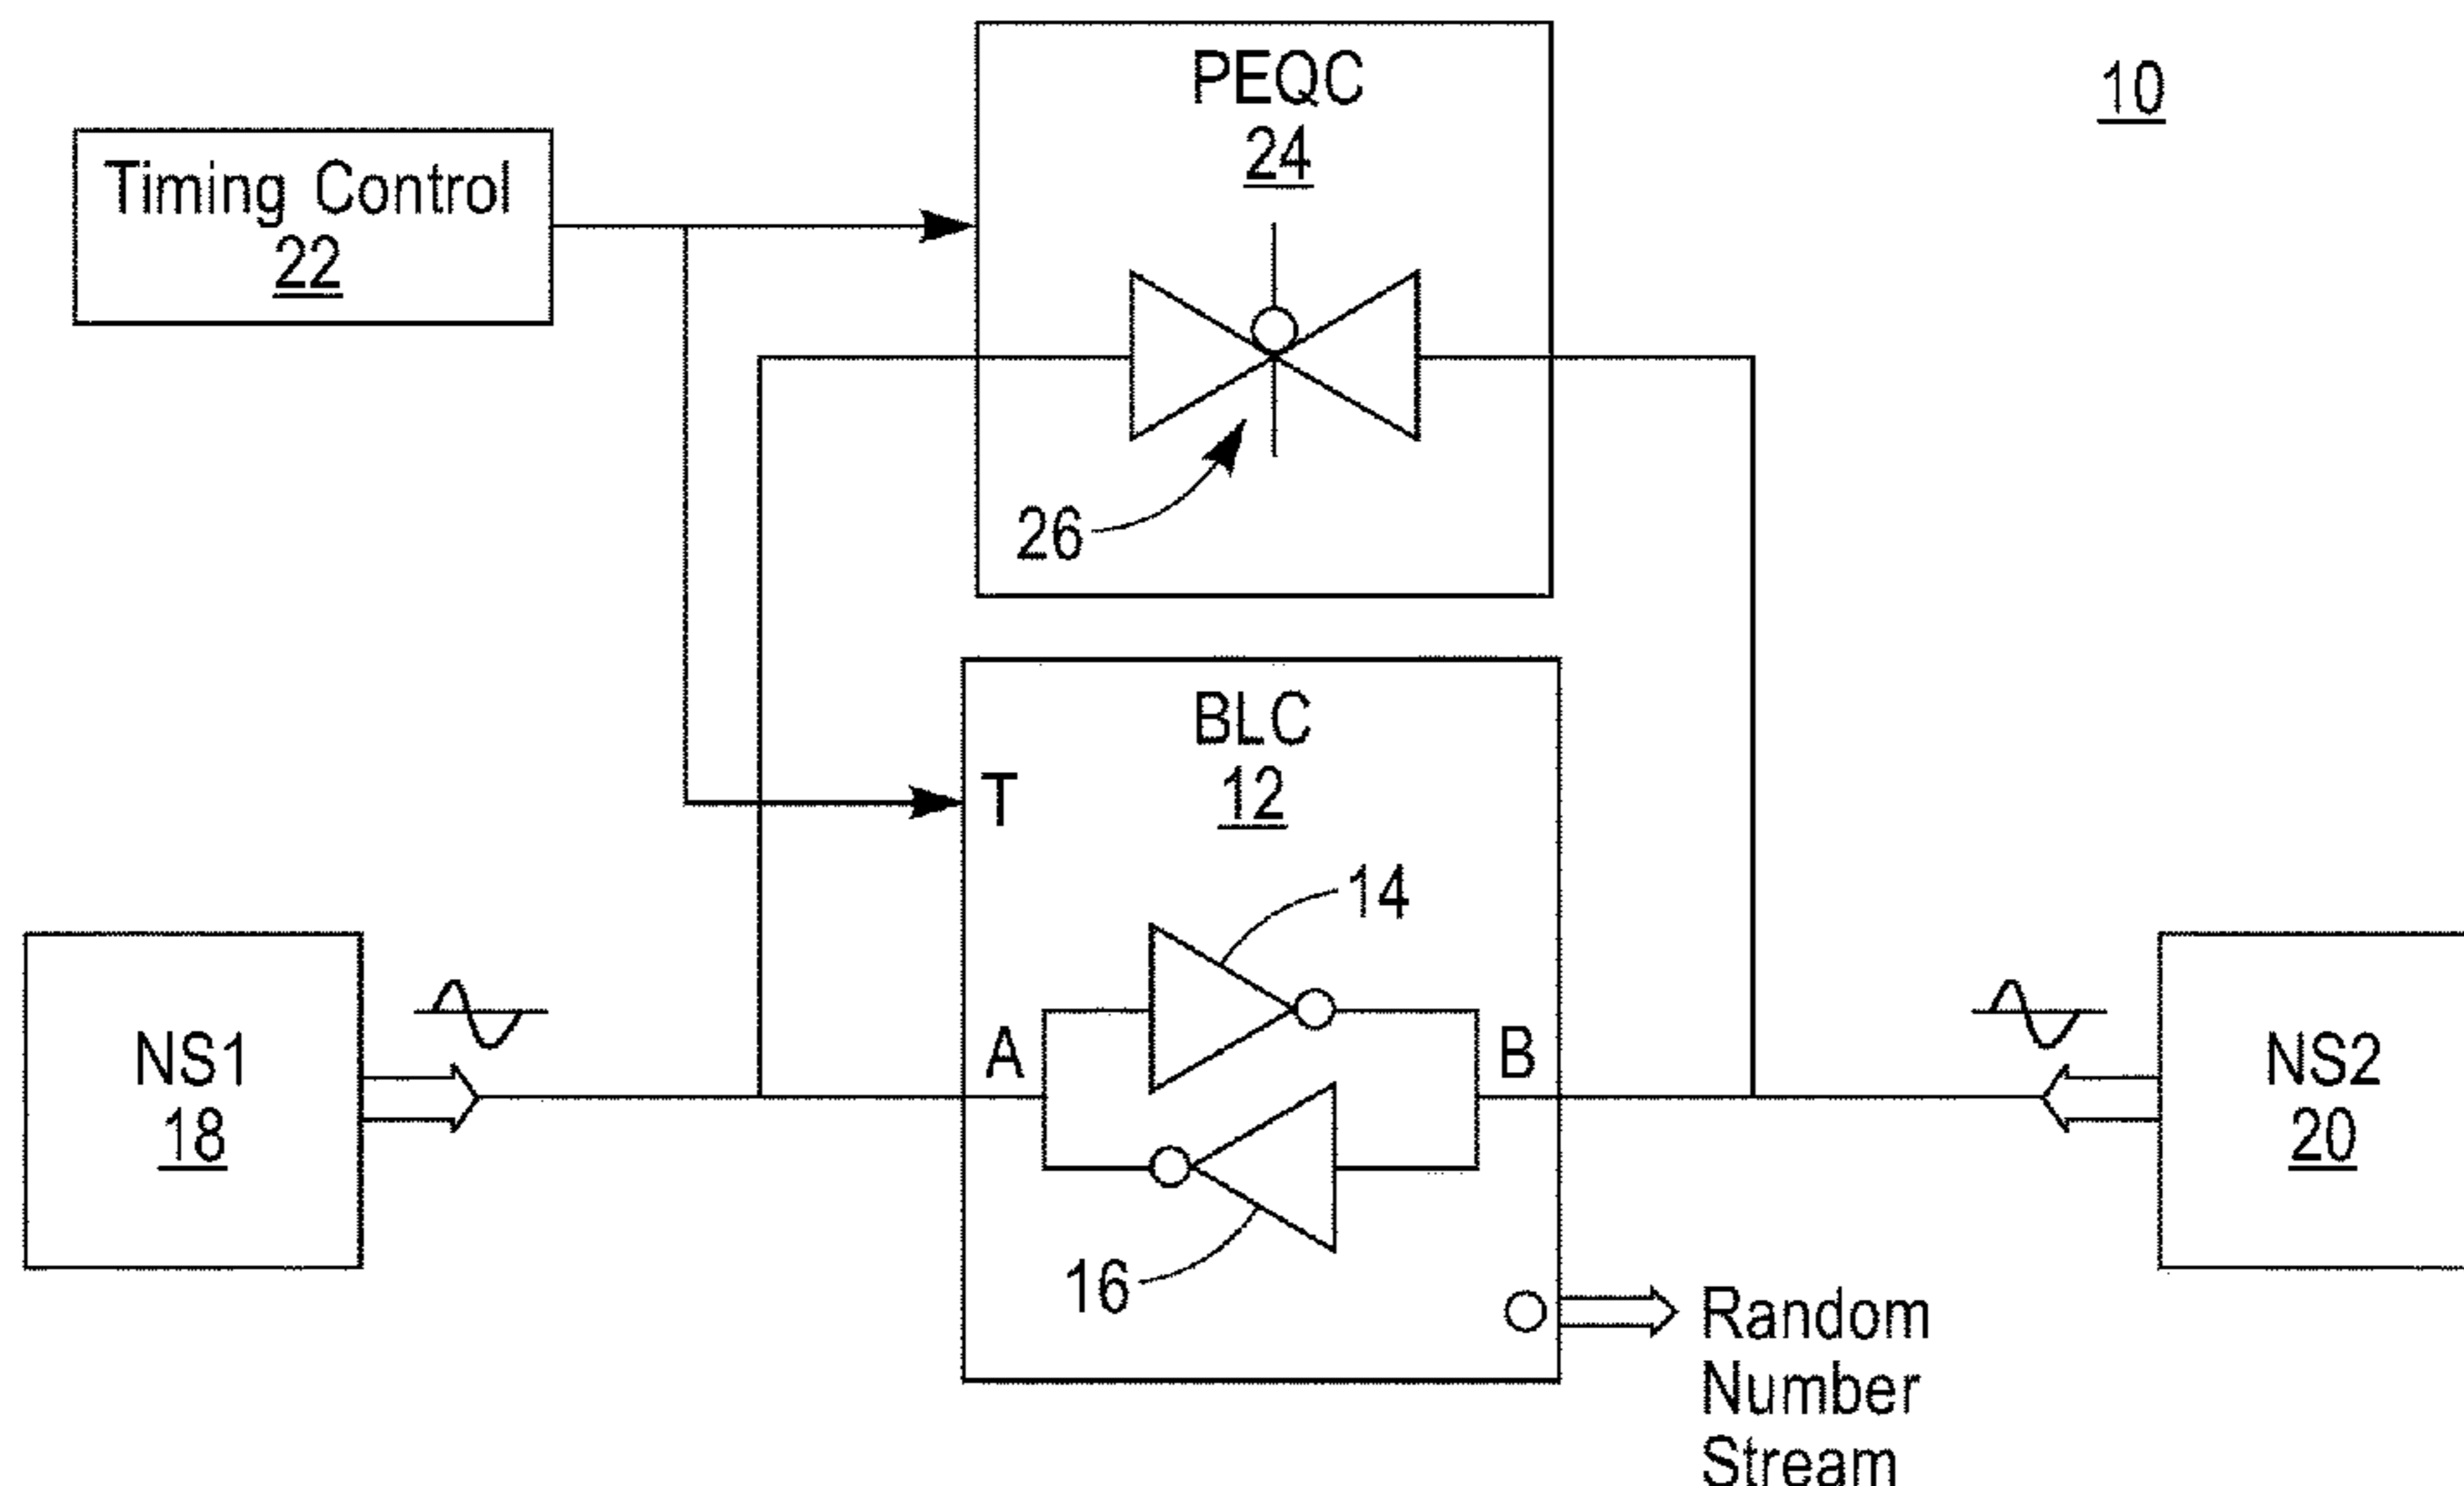 PEQC
24
10
Timing Control
22
26
BLC
12
T
14
A
B
NS1
18
NS2
20
16
Random
Number
Stream